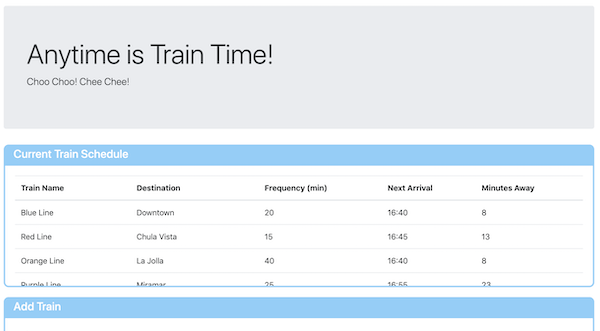 Anytime is Train Time!
Choo Choo! Chee Chee!
Current Train Schedule
Train Name Destination Frequency (min) Next Arrival Minutes Away
Blue Line Downtown 20 16:40 8
Red Line Chula Vista 15 16:45 13
Orange Line La Jolla 40 16:40 8
Purple Line Miramar 25 16:55 23
Add Train